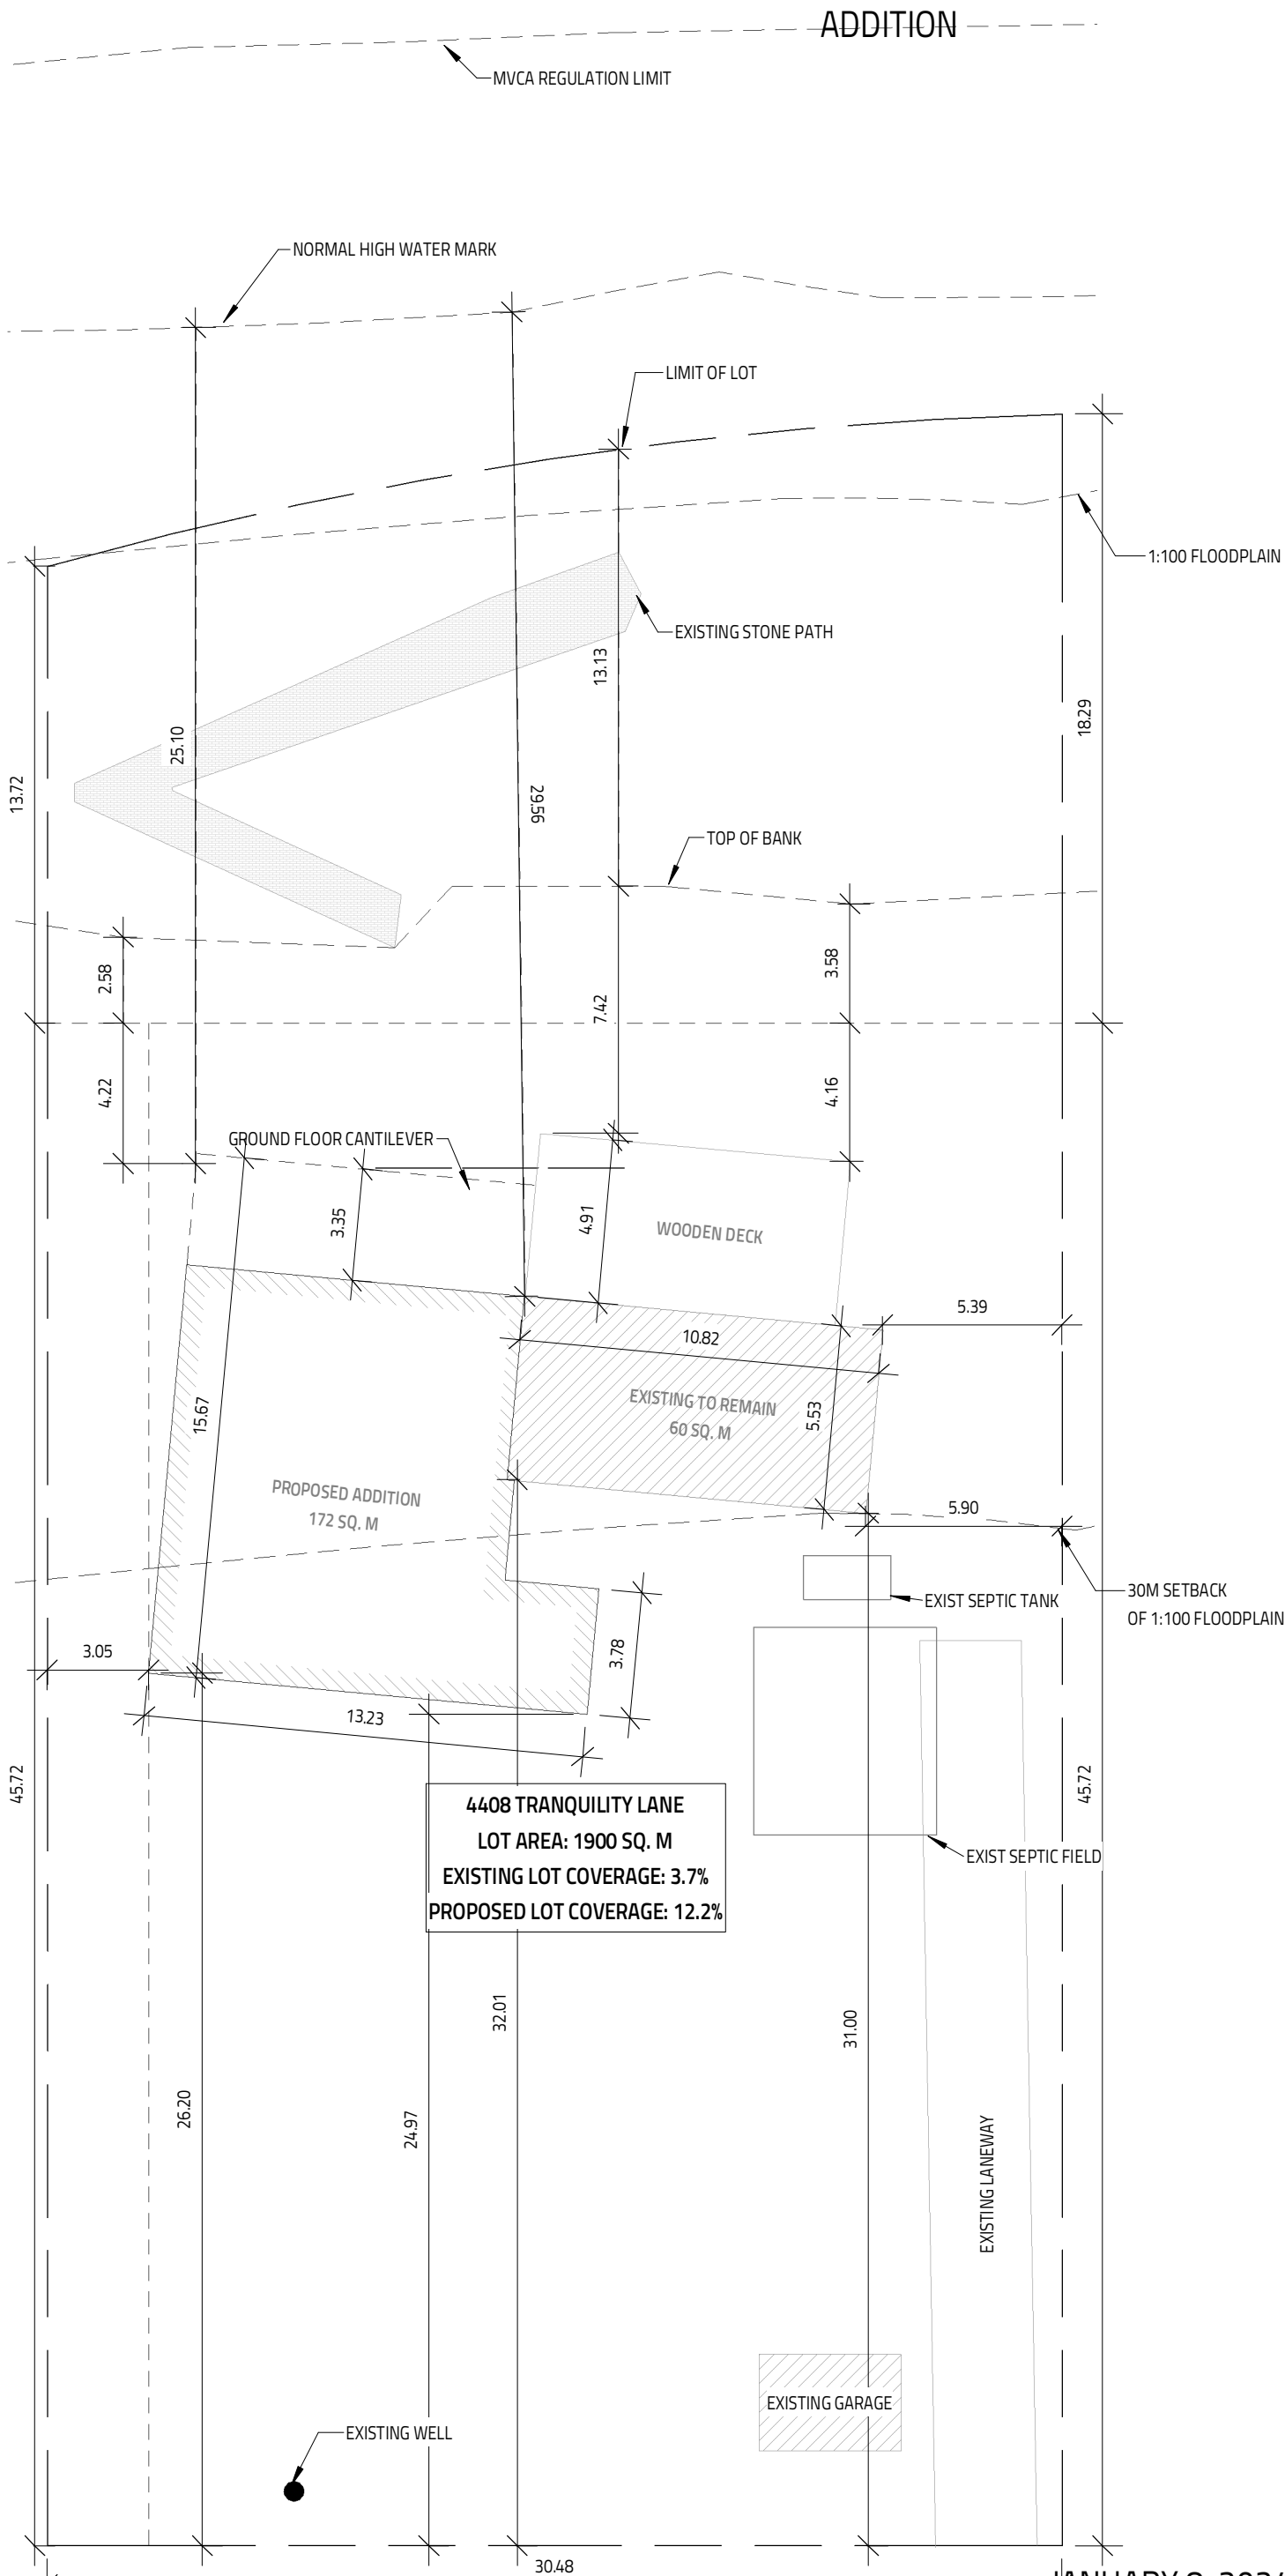 ADDITION
MVCA REGULATION LIMIT
NORMAL HIGH WATER MARK
LIMIT OF LOT
1:100 FLOODPLAIN
EXISTING STONE PATH
13.13
18.29
25.10
13.72
29.56
TOP OF BANK
2.58
3.58
7.42
4.22
4.16
GROUND FLOOR CANTILEVER
3.35
4.91
WOODEN DECK
5.39
10.82
15.67
EXISTING TO REMAIN
60 SQ. M
5.53
PROPOSED ADDITION
172 SQ. M
5.90
30M SETBACK
OF 1:100 FLOODPLAIN
EXIST SEPTIC TANK
3.05
3.78
13.23
45.72
45.72
4408 TRANQUILITY LANE
LOT AREA: 1900 SQ. M
EXISTING LOT COVERAGE: 3.7%
PROPOSED LOT COVERAGE: 12.2%
EXIST SEPTIC FIELD
32.01
31.00
26.20
24.97
EXISTING LANEWAY
EXISTING GARAGE
EXISTING WELL
30.48